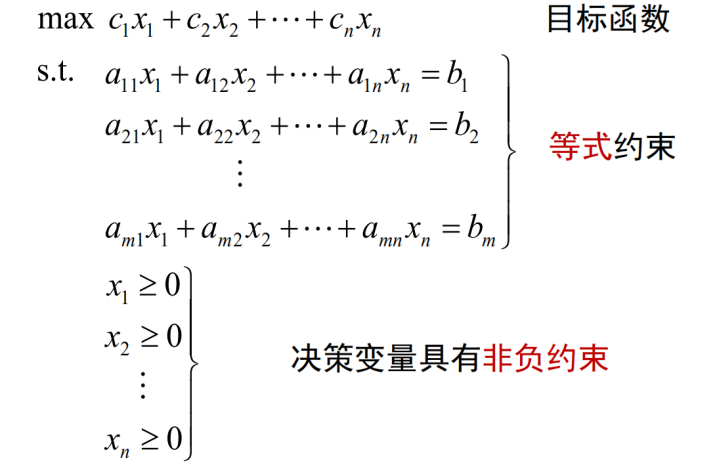 max c₁x₁ + c₂x₂ + ⋯ + cₙxₙ 目标函数
s.t. a₁₁x₁ + a₁₂x₂ + ⋯ + a₁ₙxₙ = b₁
a₂₁x₁ + a₂₂x₂ + ⋯ + a₂ₙxₙ = b₂
等式约束
⋮
aₘ₁x₁ + aₘ₂x₂ + ⋯ + aₘₙxₙ = bₘ
x₁ ≥ 0
x₂ ≥ 0
决策变量具有非负约束
⋮
xₙ ≥ 0